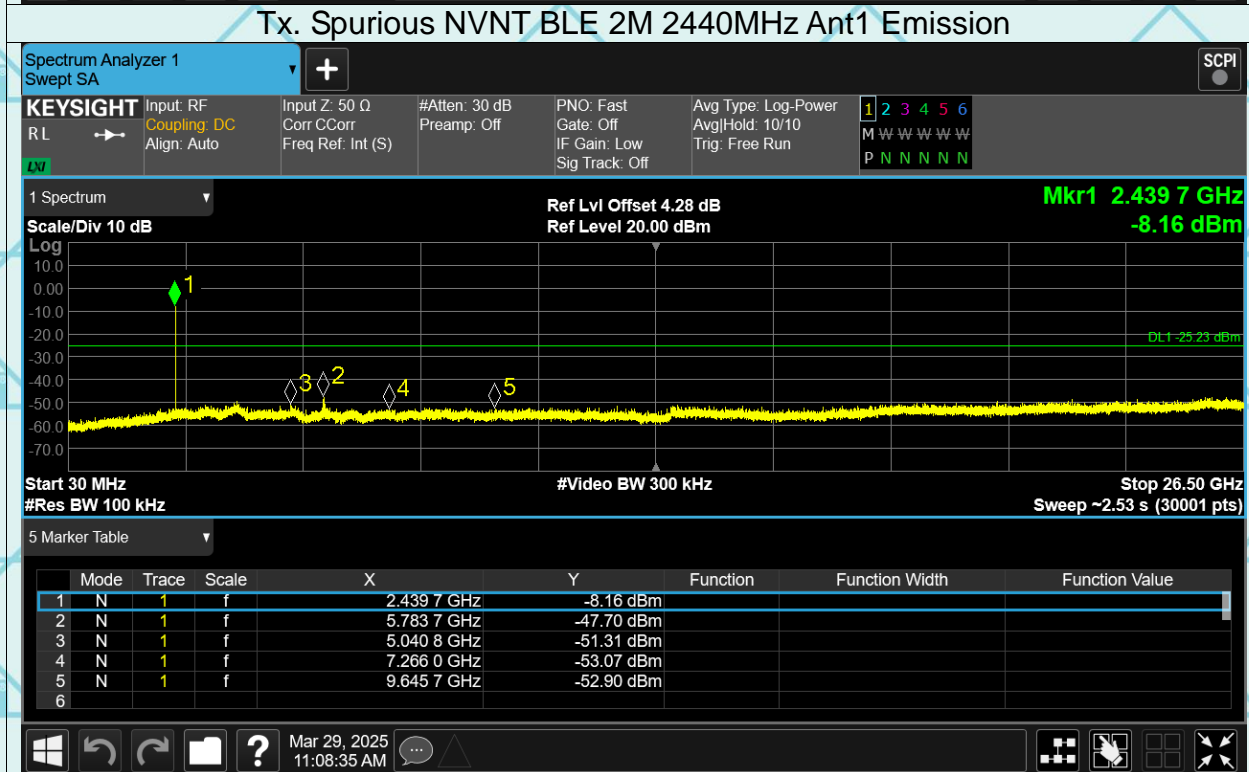 Tx. Spurious NVNT BLE 2M 2440MHz Ant1 Emission
Spectrum Analyzer 1
Swept SA
SCPI
KEYSIGHT
R L
LXI
Input: RF
Coupling: DC
Align: Auto
Input Z: 50 Ω
Corr CCorr
Freq Ref: Int (S)
#Atten: 30 dB
Preamp: Off
PNO: Fast
Gate: Off
IF Gain: Low
Sig Track: Off
Avg Type: Log-Power
Avg|Hold: 10/10
Trig: Free Run
1 2 3 4 5 6
M W W W W W
P N N N N N
1 Spectrum
Scale/Div 10 dB
Ref Lvl Offset 4.28 dB
Ref Level 20.00 dBm
Mkr1 2.439 7 GHz
-8.16 dBm
Log
10.0
0.00
-10.0
-20.0
-30.0
-40.0
-50.0
-60.0
-70.0
1
DL1 -25.23 dBm
3 2 4 5
Start 30 MHz
#Video BW 300 kHz
Stop 26.50 GHz
#Res BW 100 kHz
Sweep ~2.53 s (30001 pts)
5 Marker Table
Mode Trace Scale X Y Function Function Width Function Value
1 N 1 f 2.439 7 GHz -8.16 dBm
2 N 1 f 5.783 7 GHz -47.70 dBm
3 N 1 f 5.040 8 GHz -51.31 dBm
4 N 1 f 7.266 0 GHz -53.07 dBm
5 N 1 f 9.645 7 GHz -52.90 dBm
6
Mar 29, 2025
11:08:35 AM